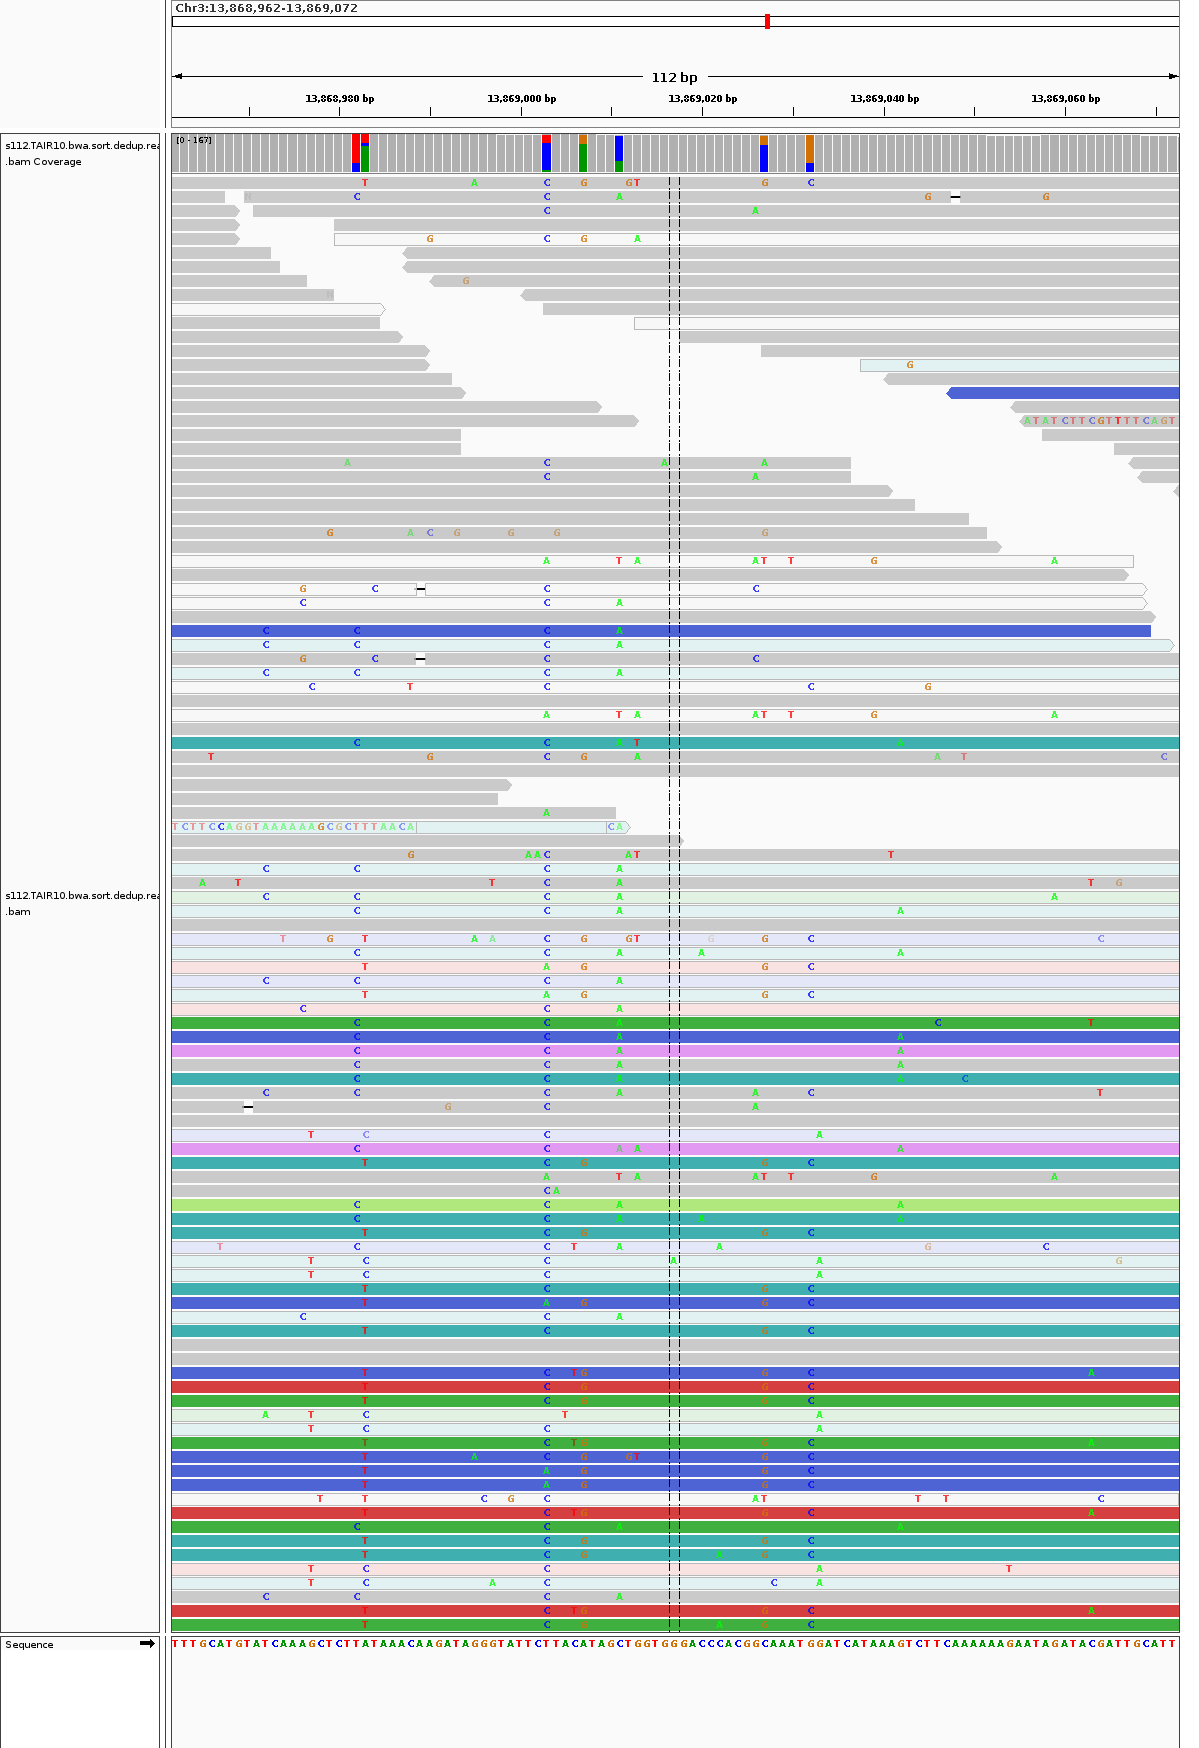 Chr3:13,868,962-13,869,072
112 bp
13,868,980 bp 13,869,000 bp 13,869,020 bp 13,869,040 bp 13,869,060 bp
s112.TAIR10.bwa.sort.dedup.rea
.bam Coverage
[0 - 167]
T A C G G T G C
C C A G G
C A
G C G A
G
G
A T A T C T T C G T T T T C A G T
A C A A
C A
G A C G G G G
A T A A T T G A
G C C C
C C A
C C C A
C C C A
G C C C
C C C A
C T C C G
A T A A T T G A
C C T
T G C G A A T C
A
T C T T C C A G G T A A A A A A G C G C T T T A A C A C A
G A A C A T T
C C C A
A T T C A T G
C C C A A
C C A A
T G T A A C G G T G G C C
C C A A A
T A G G C
C C C A
T A G G C
C C A
C C A C T
C C A A
C C A A
C C A A
C C C
C C C A A C T
G C A
T C C A
C C A A A
T C G C
A T A A T T G A
C A
C C A A
C C
T C G C
T C C T A A G C
T C C A A G
T C C A
T C G C
T A G G C
C C A
T C G C
T C T G G C A
T C G G C
T C G C
A T C T A
T C C A
T C T G C A
T A C G G T G C
T A G G C
T A G G C
T T C G C A T T T C
T C T G G C A
C C A A
T C G C
T C G C
T C C A T
T C A C C A
C C C A
T C T G G C A
T C A G C
s112.TAIR10.bwa.sort.dedup.rea
.bam
Sequence
TTTGCATGTATCAAAGCTCTTATAAACAAGATAGGGTATTCTTACATAGCTGGTGGGACCCACGGCAAATGGATCATAAAGTCTTCAAAAAAGAATAGATACGATTGCATT